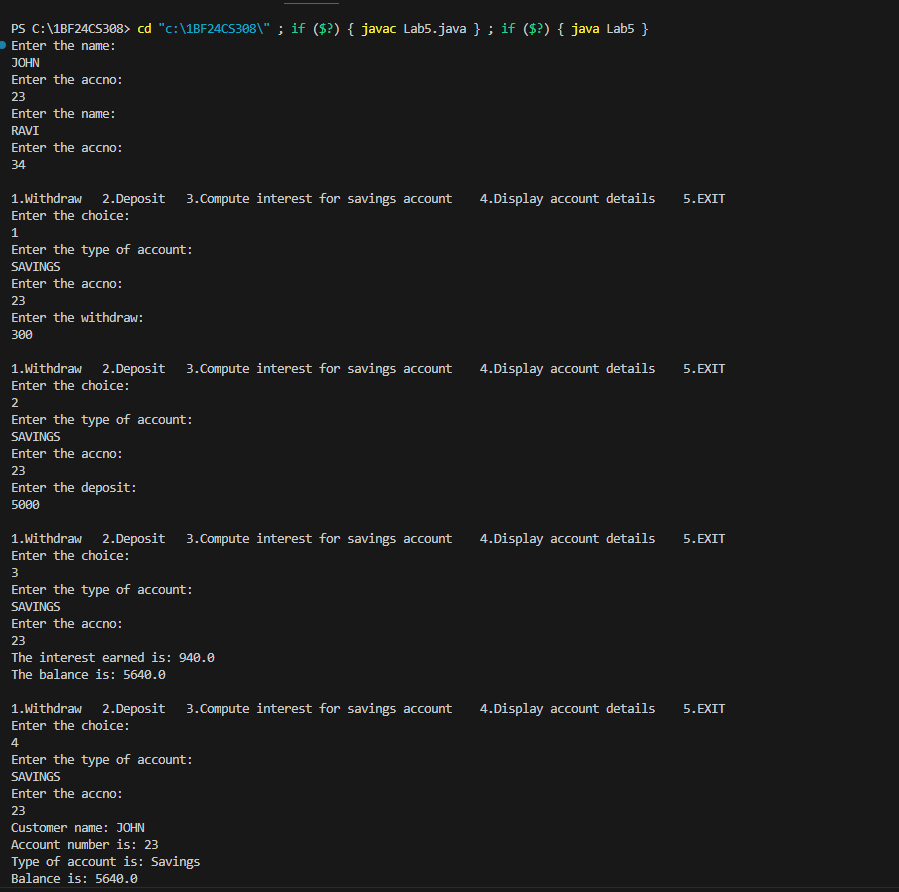 PS C:\1BF24CS308> cd "c:\1BF24CS308\" ; if ($?) { javac Lab5.java } ; if ($?) { java Lab5 }
Enter the name:
JOHN
Enter the accno:
23
Enter the name:
RAVI
Enter the accno:
34

1.Withdraw   2.Deposit   3.Compute interest for savings account    4.Display account details    5.EXIT
Enter the choice:
1
Enter the type of account:
SAVINGS
Enter the accno:
23
Enter the withdraw:
300

1.Withdraw   2.Deposit   3.Compute interest for savings account    4.Display account details    5.EXIT
Enter the choice:
2
Enter the type of account:
SAVINGS
Enter the accno:
23
Enter the deposit:
5000

1.Withdraw   2.Deposit   3.Compute interest for savings account    4.Display account details    5.EXIT
Enter the choice:
3
Enter the type of account:
SAVINGS
Enter the accno:
23
The interest earned is: 940.0
The balance is: 5640.0

1.Withdraw   2.Deposit   3.Compute interest for savings account    4.Display account details    5.EXIT
Enter the choice:
4
Enter the type of account:
SAVINGS
Enter the accno:
23
Customer name: JOHN
Account number is: 23
Type of account is: Savings
Balance is: 5640.0